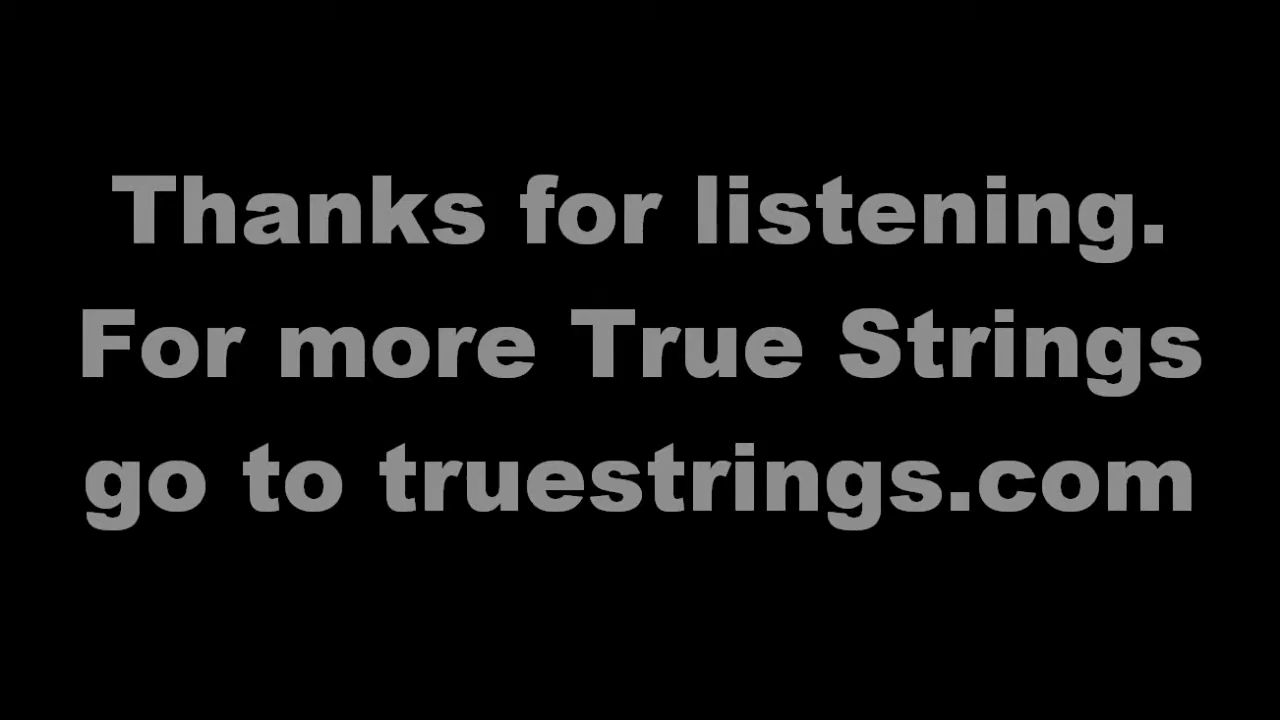 Thanks for listening.
For more True Strings
go to truestrings.com